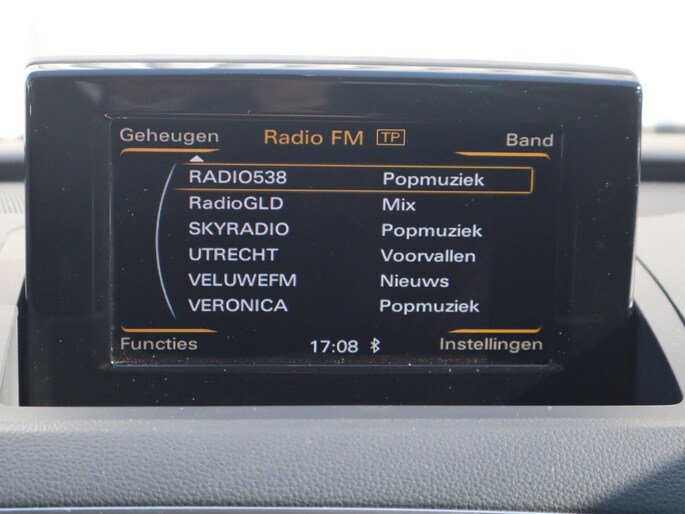 Geheugen Radio FM TP Band
RADIO538 Popmuziek
RadioGLD Mix
SKYRADIO Popmuziek
UTRECHT Voorvallen
VELUWEFM Nieuws
VERONICA Popmuziek
Functies 17:08 Instellingen